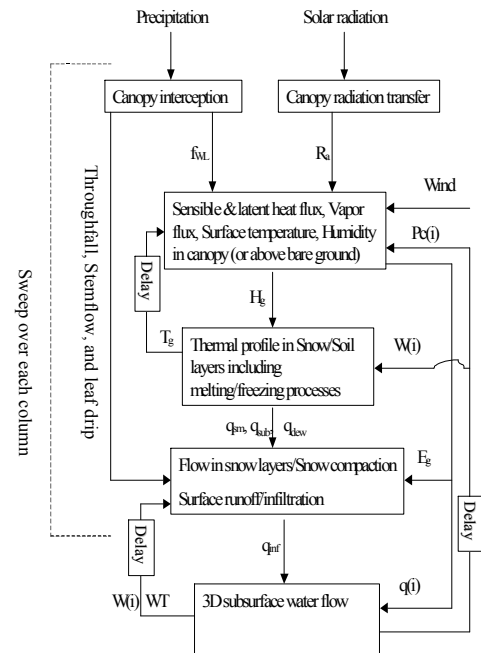 Precipitation
Solar radiation
Canopy interception
Canopy radiation transfer
f_WL
R_a
Wind
Sensible & latent heat flux, Vapor
flux, Surface temperature, Humidity
in canopy (or above bare ground)
Pc(i)
Delay
H_g
T_g
Thermal profile in Snow/Soil
layers including
melting/freezing processes
W(i)
q_sm, q_sub, q_dew
Flow in snow layers/Snow compaction
Surface runoff/infiltration
E_g
Delay
Delay
q_inf
W(i) WT
q(i)
3D subsurface water flow
Throughfall, Stemflow, and leaf drip
Sweep over each column